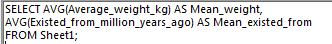 SELECT AVG(Average_weight_kg) AS Mean_weight,
AVG(Existed_from_million_years_ago) AS Mean_existed_from
FROM Sheet1;